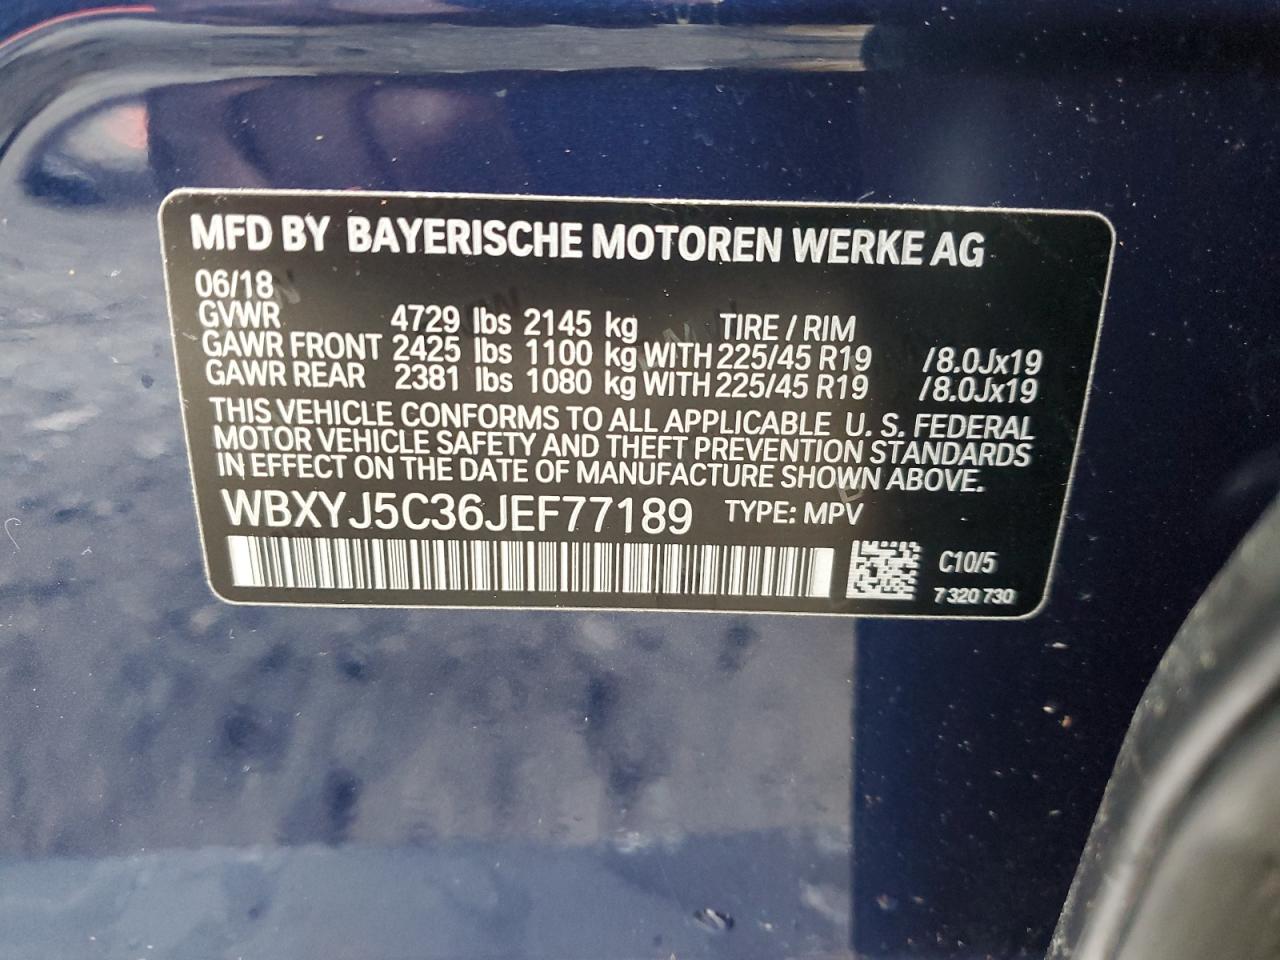 MFD BY BAYERISCHE MOTOREN WERKE AG
06/18
GVWR 4729 lbs 2145 kg TIRE / RIM
GAWR FRONT 2425 lbs 1100 kg WITH 225/45 R19 /8.0Jx19
GAWR REAR 2381 lbs 1080 kg WITH 225/45 R19 /8.0Jx19
THIS VEHICLE CONFORMS TO ALL APPLICABLE U. S. FEDERAL
MOTOR VEHICLE SAFETY AND THEFT PREVENTION STANDARDS
IN EFFECT ON THE DATE OF MANUFACTURE SHOWN ABOVE.
WBXYJ5C36JEF77189 TYPE: MPV
C10/5
7 320 730